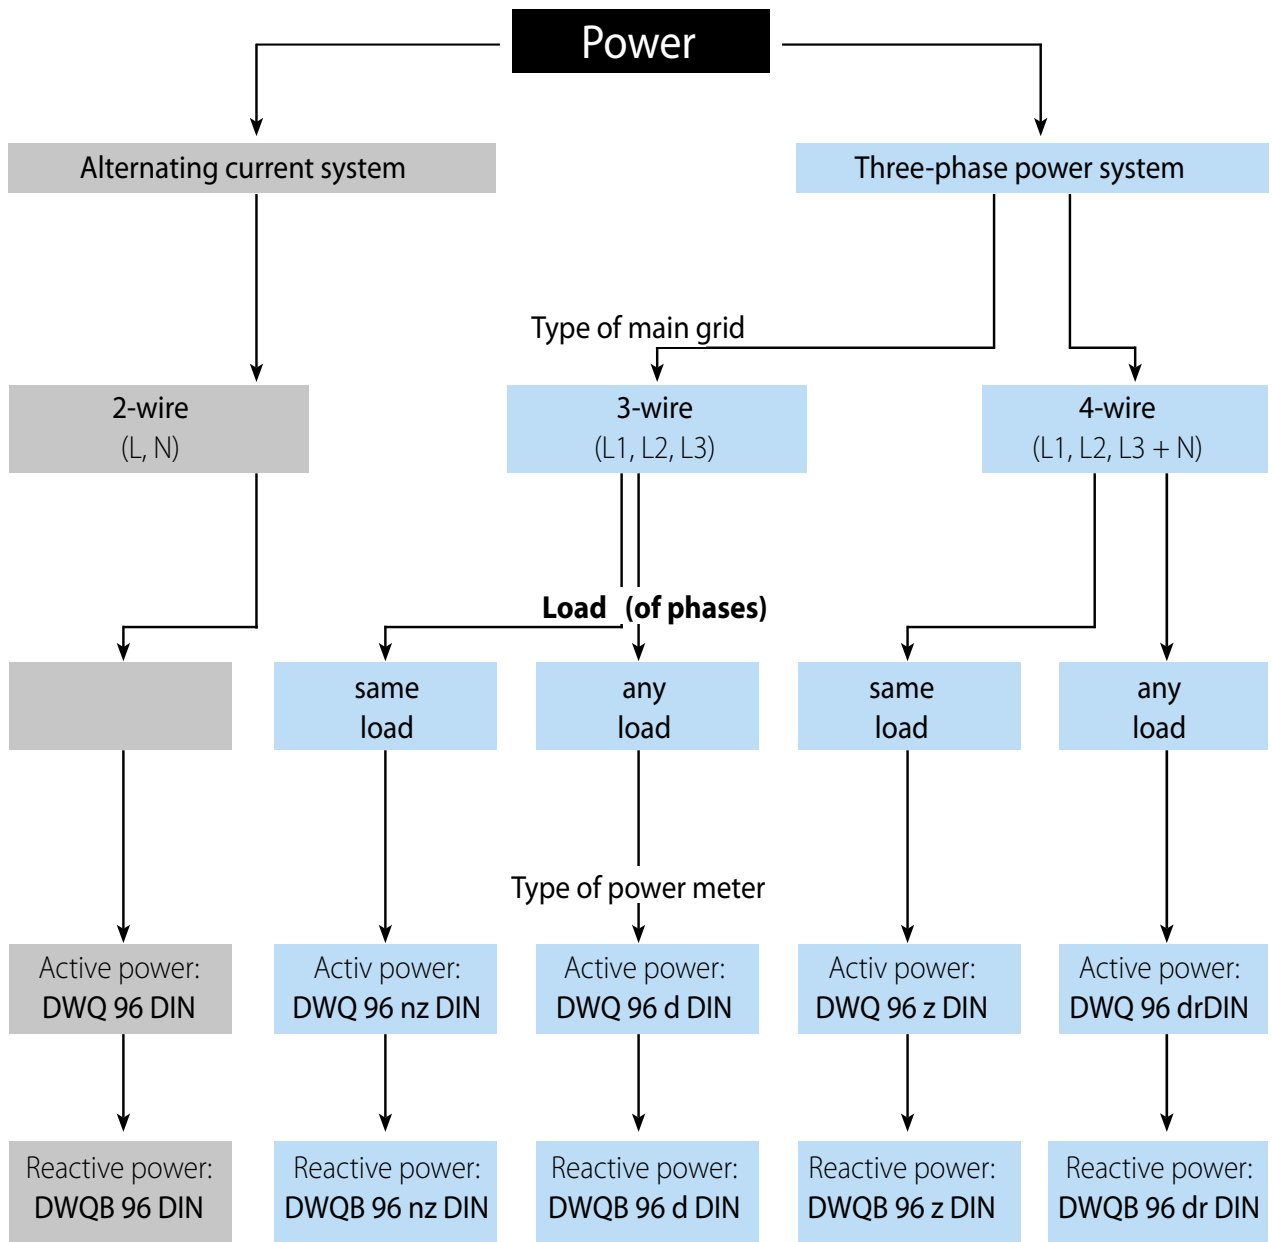 Power
Alternating current system
Three-phase power system
Type of main grid
2-wire
(L, N)
3-wire
(L1, L2, L3)
4-wire
(L1, L2, L3 + N)
Load (of phases)
same
load
any
load
same
load
any
load
Type of power meter
Active power:
DWQ 96 DIN
Activ power:
DWQ 96 nz DIN
Active power:
DWQ 96 d DIN
Activ power:
DWQ 96 z DIN
Active power:
DWQ 96 drDIN
Reactive power:
DWQB 96 DIN
Reactive power:
DWQB 96 nz DIN
Reactive power:
DWQB 96 d DIN
Reactive power:
DWQB 96 z DIN
Reactive power:
DWQB 96 dr DIN